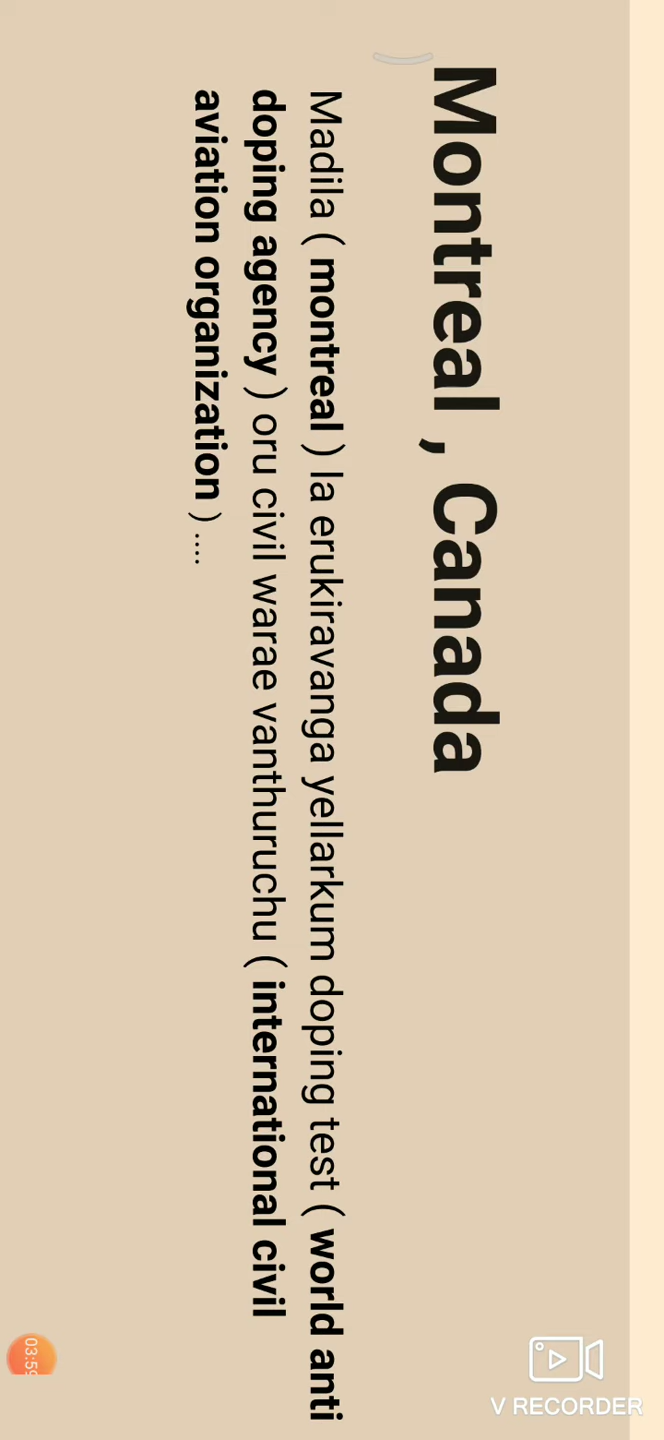 Montreal , Canada
Madila ( montreal ) la erukiravanga yellarkum doping test ( world anti
doping agency ) oru civil warae vanthuruchu ( international civil
aviation organization ) ....
V RECORDER